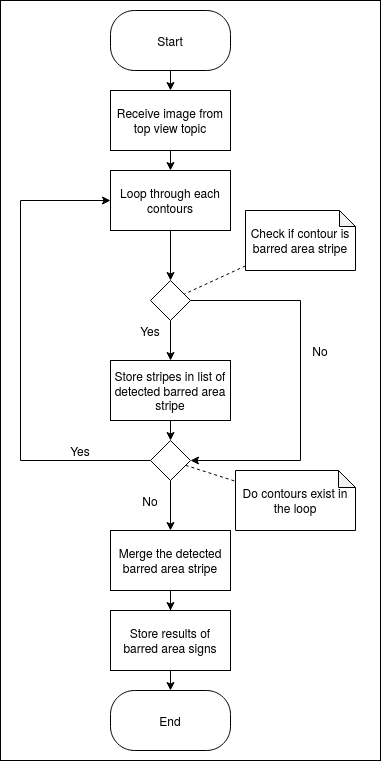 Start
Receive image from
top view topic
Loop through each
contours
Check if contour is
barred area stripe
Yes
No
Store stripes in list of
detected barred area
stripe
Yes
Do contours exist in
the loop
No
Merge the detected
barred area stripe
Store results of
barred area signs
End